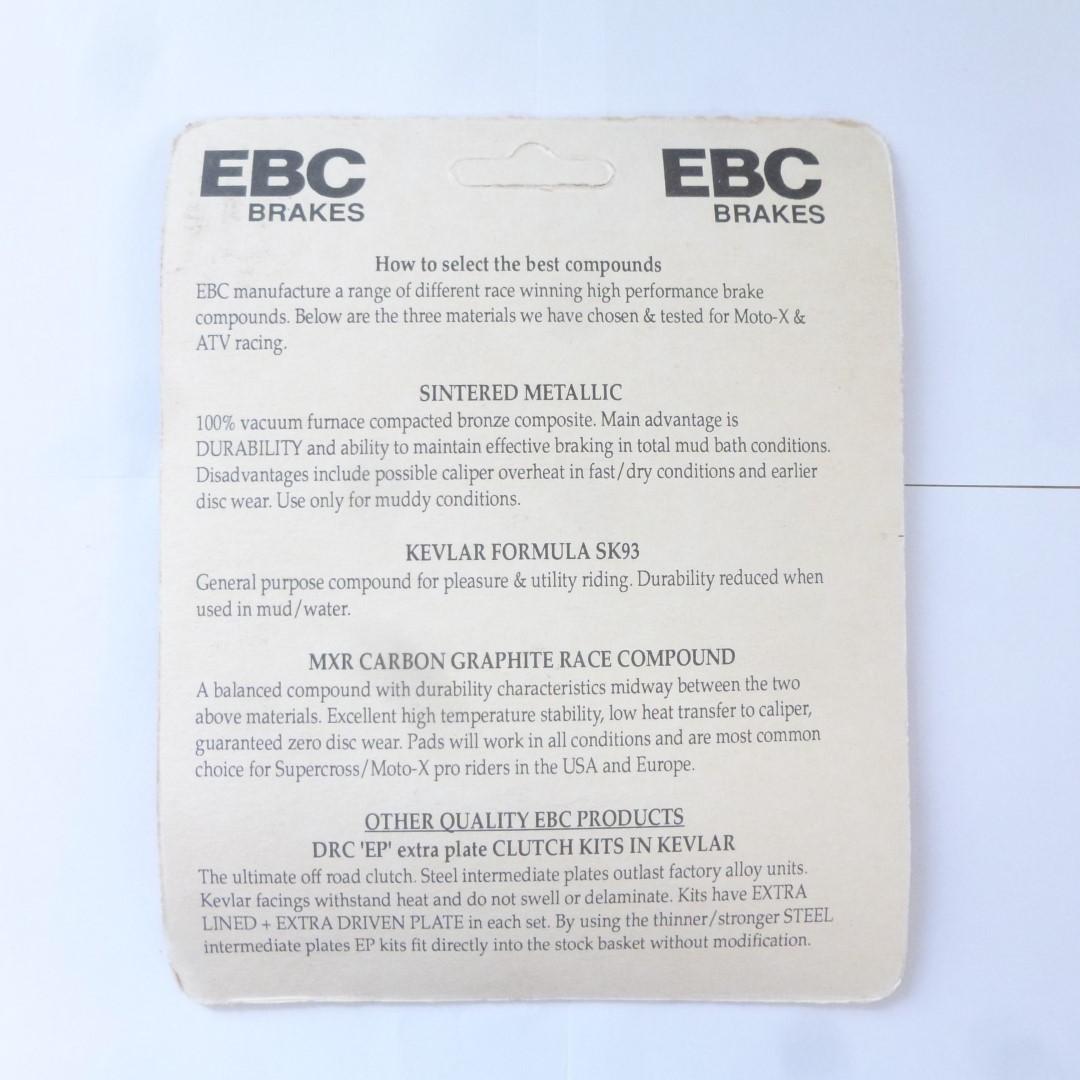 EBC
BRAKES
EBC
BRAKES
How to select the best compounds
EBC manufacture a range of different race winning high performance brake
compounds. Below are the three materials we have chosen & tested for Moto-X &
ATV racing.
SINTERED METALLIC
100% vacuum furnace compacted bronze composite. Main advantage is
DURABILITY and ability to maintain effective braking in total mud bath conditions.
Disadvantages include possible caliper overheat in fast/dry conditions and earlier
disc wear. Use only for muddy conditions.
KEVLAR FORMULA SK93
General purpose compound for pleasure & utility riding. Durability reduced when
used in mud/water.
MXR CARBON GRAPHITE RACE COMPOUND
A balanced compound with durability characteristics midway between the two
above materials. Excellent high temperature stability, low heat transfer to caliper,
guaranteed zero disc wear. Pads will work in all conditions and are most common
choice for Supercross/Moto-X pro riders in the USA and Europe.
OTHER QUALITY EBC PRODUCTS
DRC 'EP' extra plate CLUTCH KITS IN KEVLAR
The ultimate off road clutch. Steel intermediate plates outlast factory alloy units.
Kevlar facings withstand heat and do not swell or delaminate. Kits have EXTRA
LINED + EXTRA DRIVEN PLATE in each set. By using the thinner/stronger STEEL
intermediate plates EP kits fit directly into the stock basket without modification.